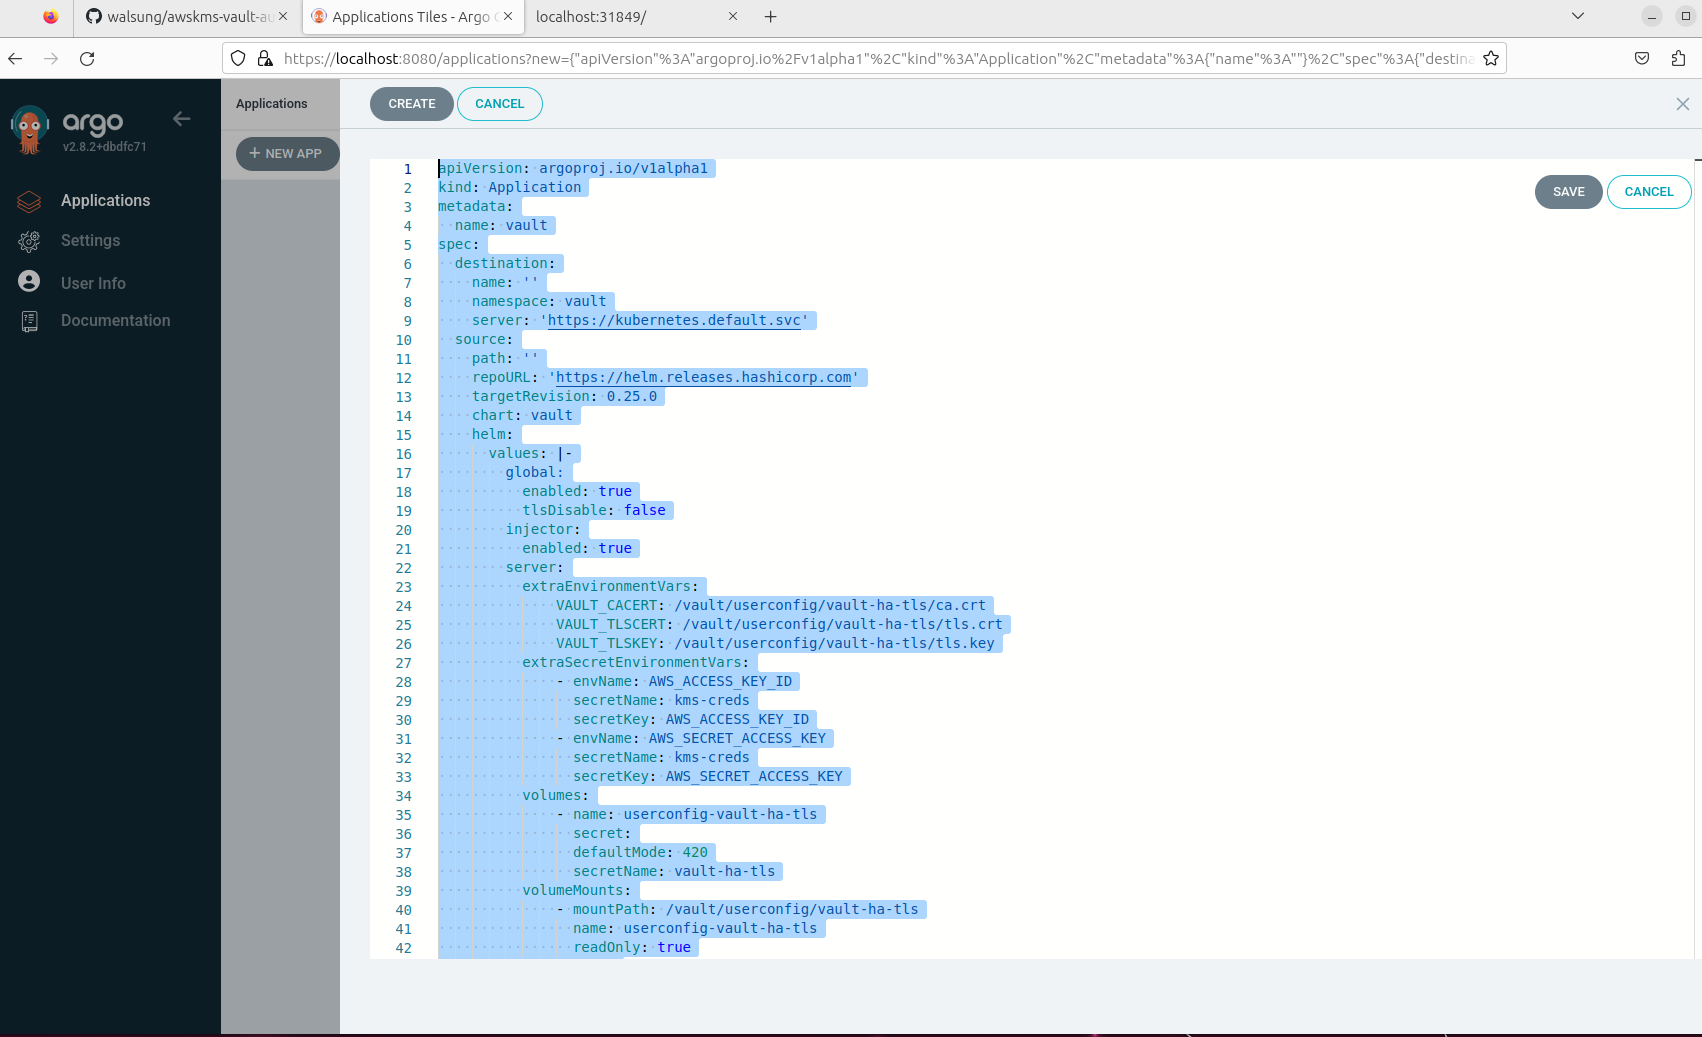 walsung/awskms-vault-au
Applications Tiles - Argo C
localhost:31849/
https://localhost:8080/applications?new={"apiVersion"%3A"argoproj.io%2Fv1alpha1"%2C"kind"%3A"Application"%2C"metadata"%3A{"name"%3A""}%2C"spec"%3A{"destina
argo
v2.8.2+dbdfc71
Applications
Settings
User Info
Documentation
Applications
+ NEW APP
CREATE
CANCEL
SAVE
CANCEL
1 apiVersion: argoproj.io/v1alpha1
2 kind: Application
3 metadata:
4   name: vault
5 spec:
6   destination:
7     name: ''
8     namespace: vault
9     server: 'https://kubernetes.default.svc'
10   source:
11     path: ''
12     repoURL: 'https://helm.releases.hashicorp.com'
13     targetRevision: 0.25.0
14     chart: vault
15     helm:
16       values: |-
17         global:
18           enabled: true
19           tlsDisable: false
20         injector:
21           enabled: true
22         server:
23           extraEnvironmentVars:
24               VAULT_CACERT: /vault/userconfig/vault-ha-tls/ca.crt
25               VAULT_TLSCERT: /vault/userconfig/vault-ha-tls/tls.crt
26               VAULT_TLSKEY: /vault/userconfig/vault-ha-tls/tls.key
27           extraSecretEnvironmentVars:
28               - envName: AWS_ACCESS_KEY_ID
29                 secretName: kms-creds
30                 secretKey: AWS_ACCESS_KEY_ID
31               - envName: AWS_SECRET_ACCESS_KEY
32                 secretName: kms-creds
33                 secretKey: AWS_SECRET_ACCESS_KEY
34           volumes:
35               - name: userconfig-vault-ha-tls
36                 secret:
37                 defaultMode: 420
38                 secretName: vault-ha-tls
39           volumeMounts:
40               - mountPath: /vault/userconfig/vault-ha-tls
41                 name: userconfig-vault-ha-tls
42                 readOnly: true